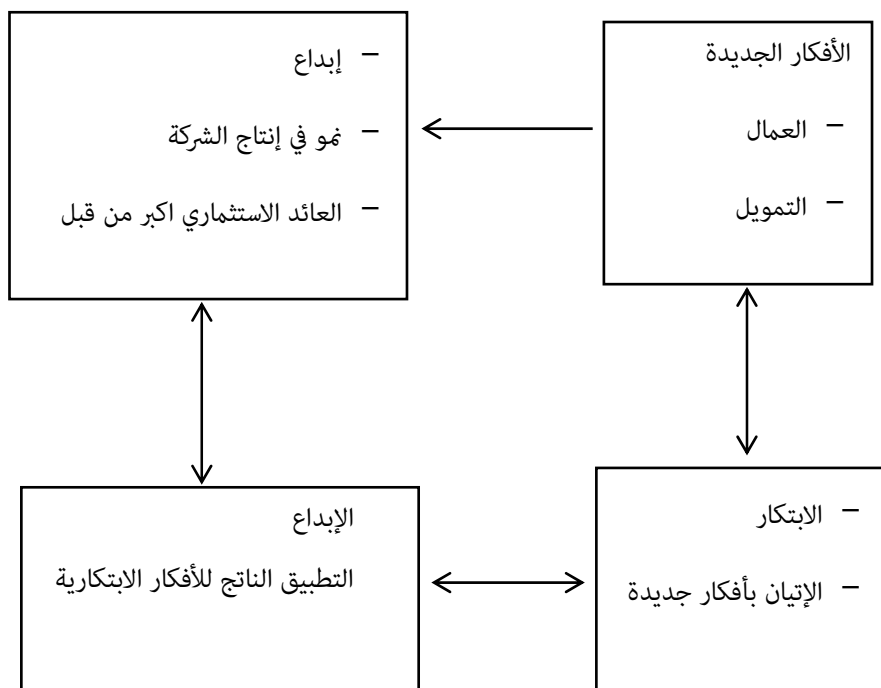 الأفكار الجديدة
– العمال
– التمويل
– إبداع
– نمو في إنتاج الشركة
– العائد الاستثماري اكبر من قبل
– الابتكار
– الإتيان بأفكار جديدة
الإبداع
التطبيق الناتج للأفكار الابتكارية